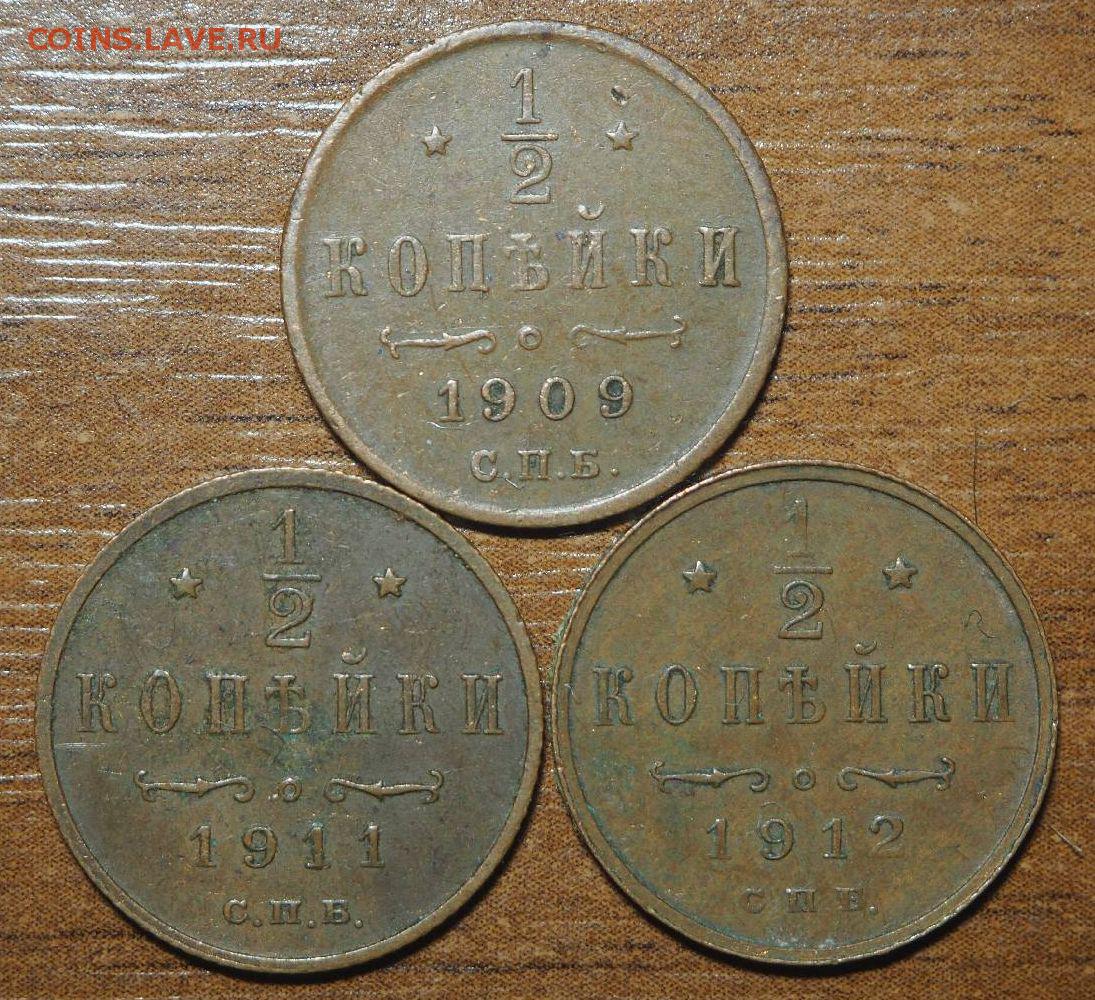 COINS.LAVE.RU
1
2
КОПѢЙКИ
1909
С.П.Б.
1
2
КОПѢЙКИ
1911
С.П.Б.
1
2
КОПѢЙКИ
1912
С П Б.